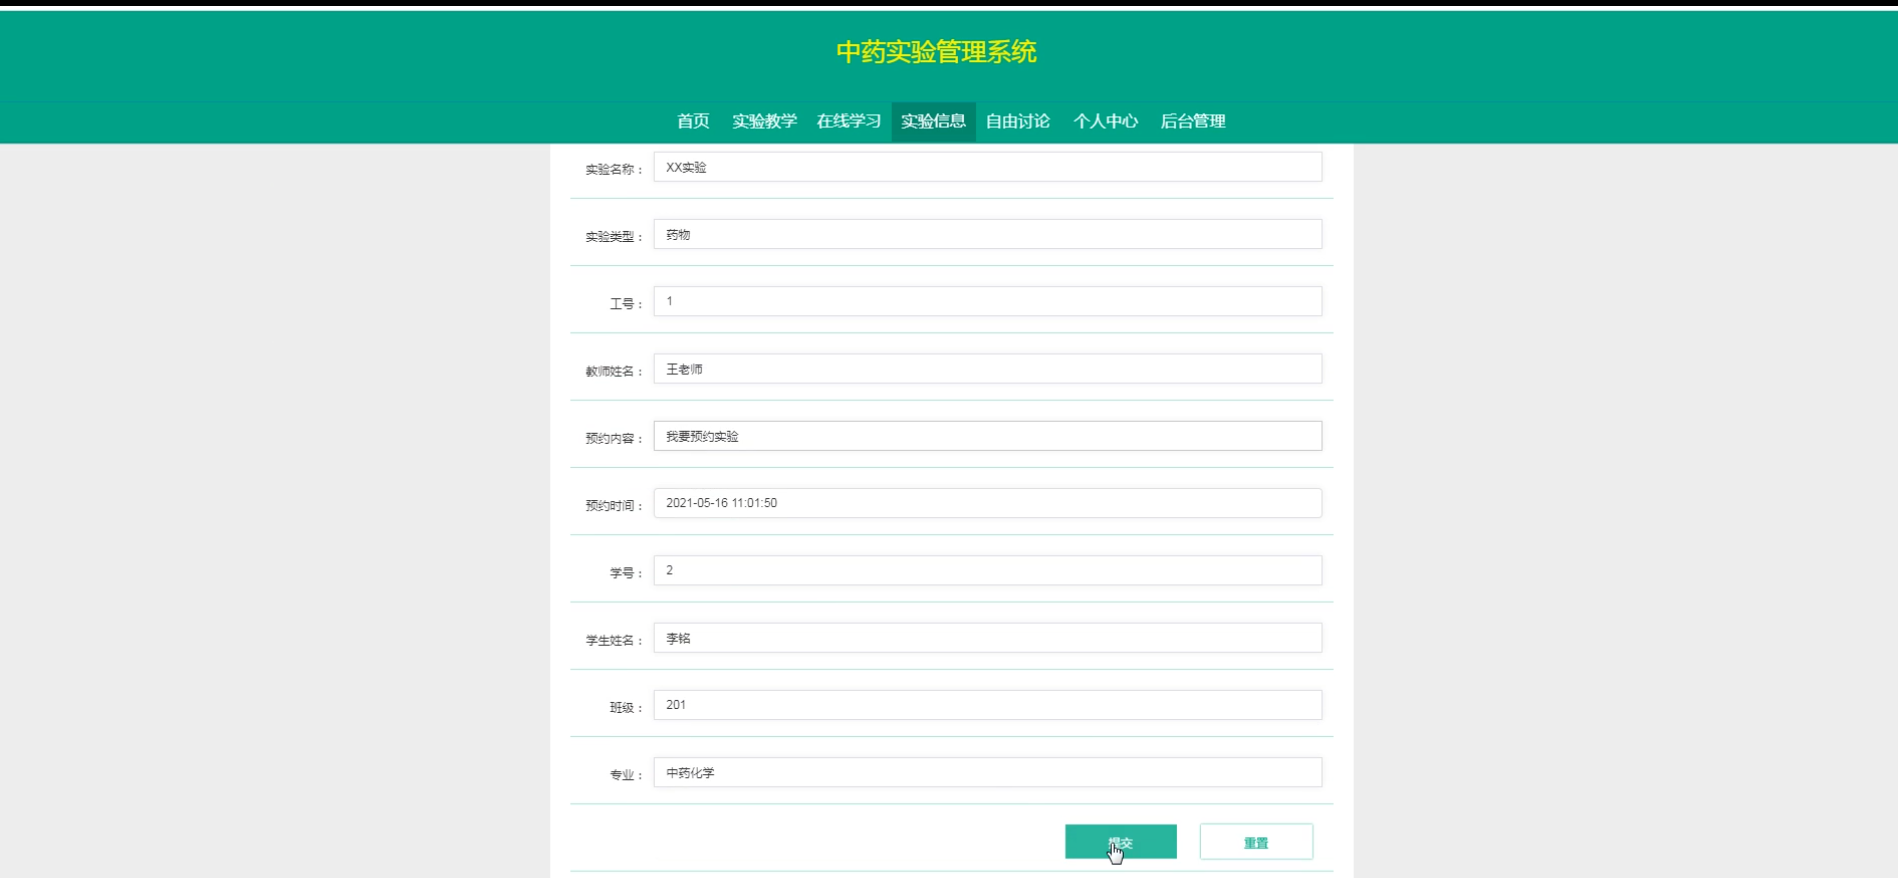 中药实验管理系统
首页 实验教学 在线学习 实验信息 自由讨论 个人中心 后台管理
实验名称： XX实验
实验类型： 药物
工号： 1
教师姓名： 王老师
预约内容： 我要预约实验
预约时间： 2021-05-16 11:01:50
学号： 2
学生姓名： 李铭
班级： 201
专业： 中药化学
提交 重置